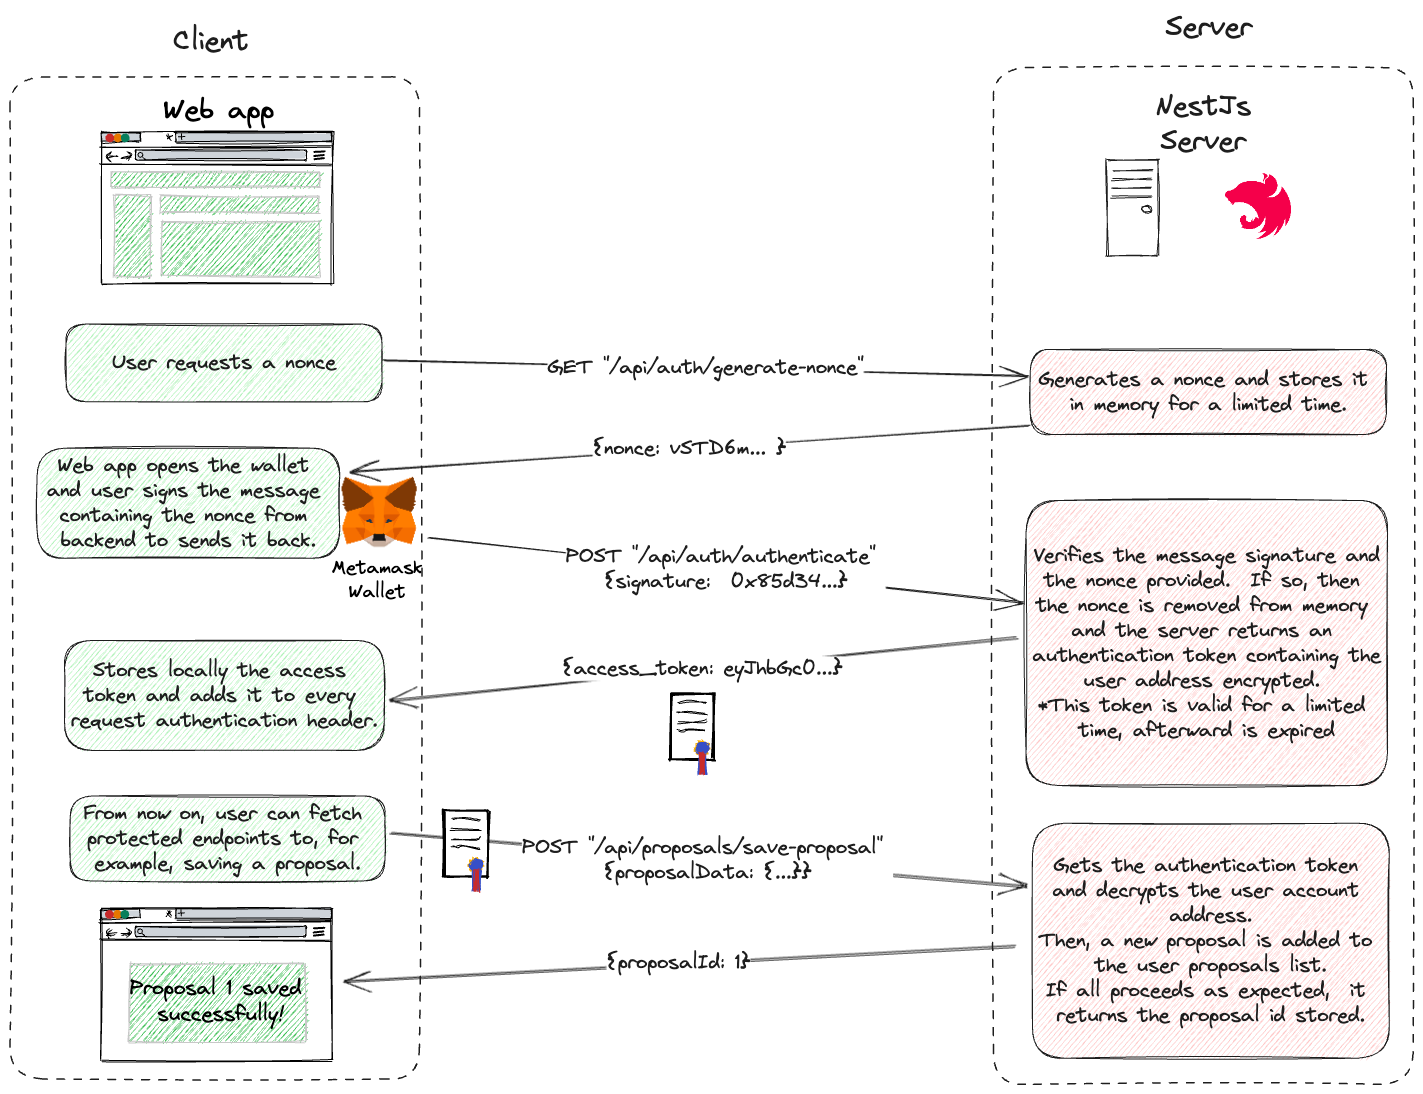 Client
Server
Web app
NestJs
Server
User requests a nonce
GET "/api/auth/generate-nonce"
Generates a nonce and stores it
in memory for a limited time.
{nonce: vSTD6m... }
Web app opens the wallet
and user signs the message
containing the nonce from
backend to sends it back.
Metamask
Wallet
POST "/api/auth/authenticate"
{signature: 0x85d34...}
Verifies the message signature and
the nonce provided. If so, then
the nonce is removed from memory
and the server returns an
authentication token containing the
user address encrypted.
*This token is valid for a limited
time, afterward is expired
{access_token: eyJhbGcO...}
Stores locally the access
token and adds it to every
request authentication header.
From now on, user can fetch
protected endpoints to, for
example, saving a proposal.
POST "/api/proposals/save-proposal"
{proposalData: {...}}
Gets the authentication token
and decrypts the user account
address.
Then, a new proposal is added to
the user proposals list.
If all proceeds as expected, it
returns the proposal id stored.
{proposalId: 1}
Proposal 1 saved
successfully!